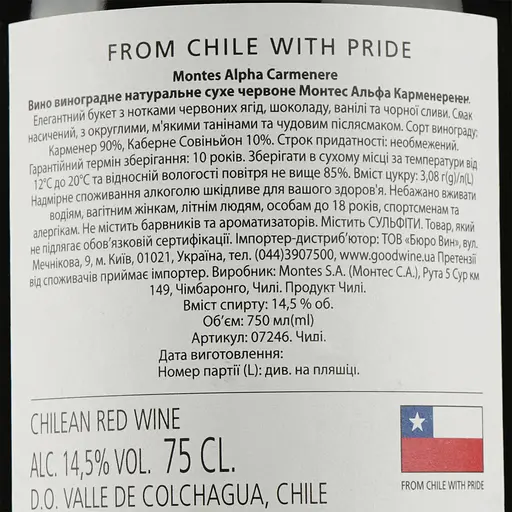 FROM CHILE WITH PRIDE
Montes Alpha Carmenere
Вино виноградне натуральне сухе червоне Монтес Альфа Карменерен.
Елегантний букет з нотками червоних ягід, шоколаду, ванілі та чорної сливи. Смак
насичений, з округлими, м'якими танінами та чудовим післясмаком. Сорт винограду:
Карменер 90%, Каберне Совіньйон 10%. Строк придатності: необмежений.
Гарантійний термін зберігання: 10 років. Зберігати в сухому місці за температури від
12°С до 20°С та відносній вологості повітря не вище 85%. Вміст цукру: 3,08 г(g)/л(L)
Надмірне споживання алкоголю шкідливе для вашого здоров'я. Небажано вживати
водіям, вагітним жінкам, літнім людям, особам до 18 років, спортсменам та
алергікам. Не містить барвників та ароматизаторів. Містить СУЛЬФІТИ. Товар, який
не підлягає обов'язковій сертифікації. Імпортер-дистриб'ютор: ТОВ «Бюро Вин», вул.
Мечнікова, 9, м. Київ, 01021, Україна, тел. (044)3907500, www.goodwine.ua Претензії
від споживачів приймає імпортер. Виробник: Montes S.A. (Монтес С.А.), Рута 5 Сур км
149, Чімбаронго, Чилі. Продукт Чилі.
Вміст спирту: 14,5 % об.
Об'єм: 750 мл(ml)
Артикул: 07246. Чилі.
Дата виготовлення:
Номер партії (L): див. на пляшці.
CHILEAN RED WINE
ALC. 14,5% VOL. 75 CL.
D.O. VALLE DE COLCHAGUA, CHILE
FROM CHILE WITH PRIDE